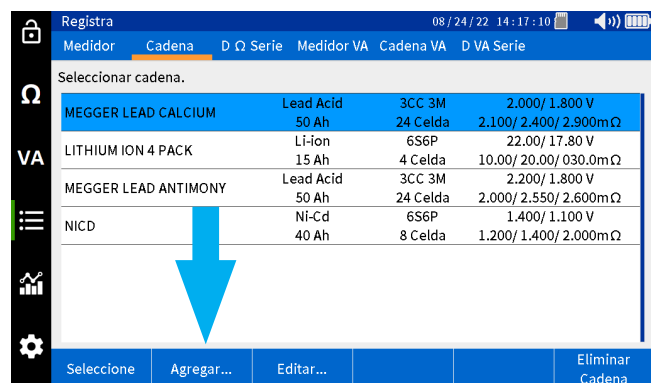 Registra 08/24/22 14:17:10
Medidor Cadena D Ω Serie Medidor VA Cadena VA D VA Serie
Seleccionar cadena.
Ω
VA
MEGGER LEAD CALCIUM Lead Acid 3CC 3M 2.000/ 1.800 V
50 Ah 24 Celda 2.100/ 2.400/ 2.900mΩ
LITHIUM ION 4 PACK Li-ion 6S6P 22.00/ 17.80 V
15 Ah 4 Celda 10.00/ 20.00/ 030.0mΩ
MEGGER LEAD ANTIMONY Lead Acid 3CC 3M 2.200/ 1.800 V
50 Ah 24 Celda 2.000/ 2.550/ 2.600mΩ
NICD Ni-Cd 6S6P 1.400/ 1.100 V
40 Ah 8 Celda 1.200/ 1.400/ 2.000mΩ
Seleccione Agregar... Editar... Eliminar
Cadena